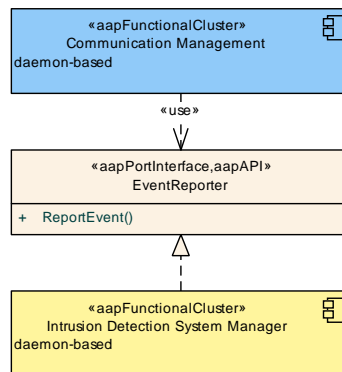 «aapFunctionalCluster»
Communication Management
daemon-based
«use»
«aapPortInterface,aapAPI»
EventReporter
+ ReportEvent()
«aapFunctionalCluster»
Intrusion Detection System Manager
daemon-based